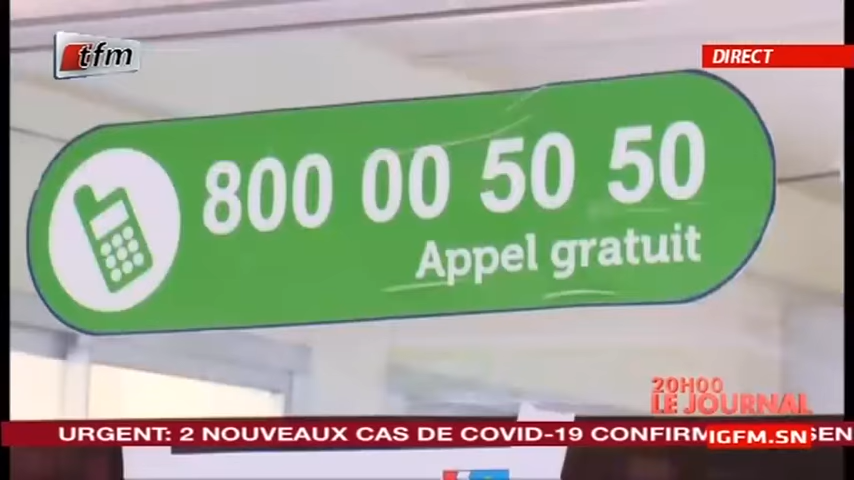 tfm
DIRECT
800 00 50 50
Appel gratuit
20H00
LE JOURNAL
URGENT: 2 NOUVEAUX CAS DE COVID-19 CONFIRM
IGFM.SN
SEN